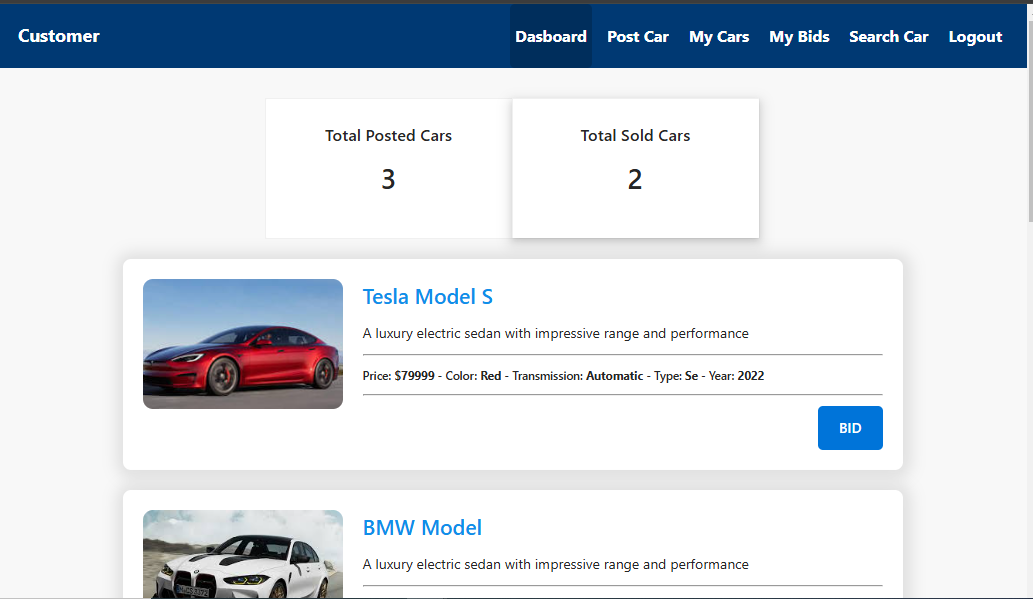 Customer
Dasboard Post Car My Cars My Bids Search Car Logout
Total Posted Cars
3
Total Sold Cars
2
Tesla Model S
A luxury electric sedan with impressive range and performance
Price: $79999 - Color: Red - Transmission: Automatic - Type: Se - Year: 2022
BID
BMW Model
A luxury electric sedan with impressive range and performance